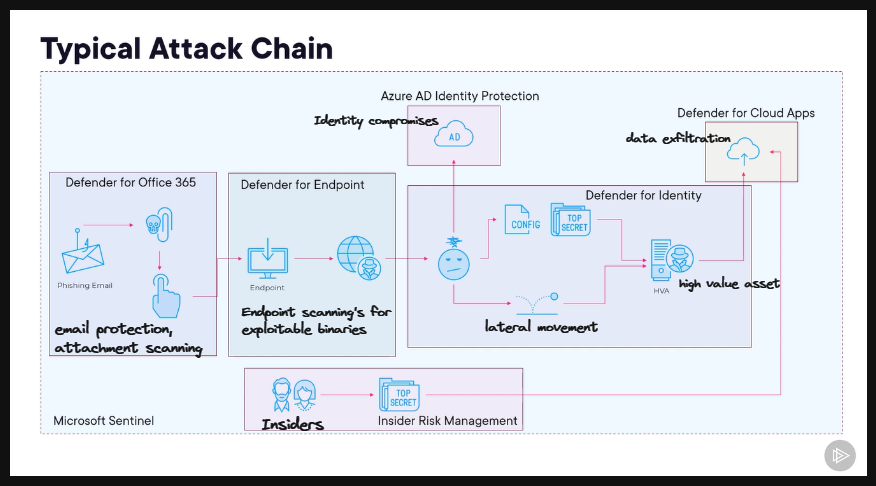 Typical Attack Chain
Azure AD Identity Protection
Identity compromises
AD
Defender for Cloud Apps
data exfiltration
Defender for Office 365
Phishing Email
email protection,
attachment scanning
Defender for Endpoint
Endpoint
Endpoint scanning's for
exploitable binaries
Defender for Identity
CONFIG
TOP
SECRET
HVA
high value asset
lateral movement
Insiders
TOP
SECRET
Insider Risk Management
Microsoft Sentinel